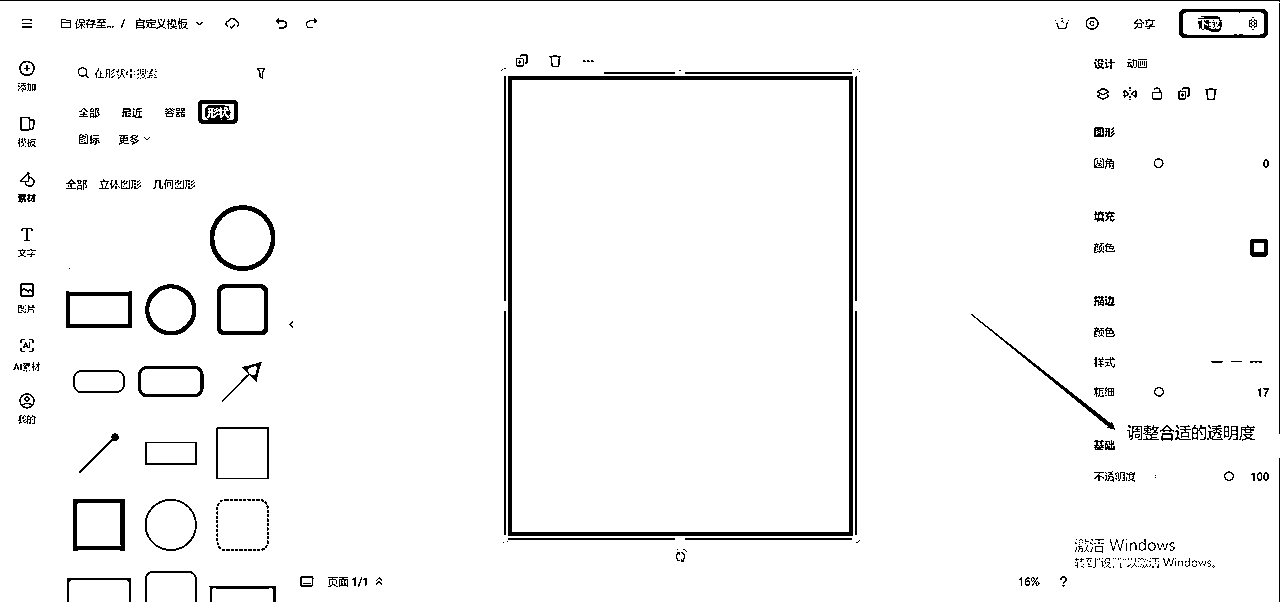 保存至... / 自定义模板
分享
下载
添加
模板
素材
文字
图片
AI素材
我的
在形状中搜索
全部 最近 容器 形状
图标 更多
全部 立体图形 几何图形
设计 动画
图形
圆角 0
填充
颜色
描边
颜色
样式
粗细 17
调整合适的透明度
基础
不透明度 100
激活 Windows
转到"设置"以激活 Windows。
页面 1/1
16% ?